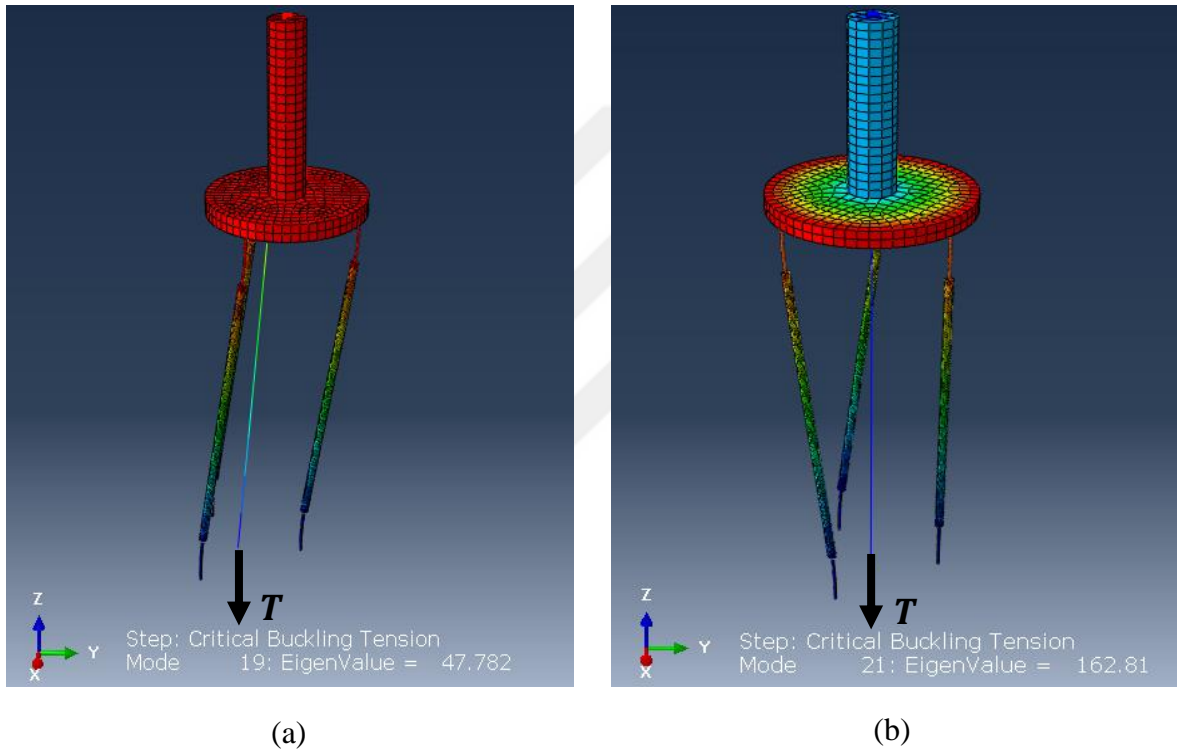 T
Z
Y
X
Step: Critical Buckling Tension
Mode 19: EigenValue = 47.782
(a)
T
Z
Y
X
Step: Critical Buckling Tension
Mode 21: EigenValue = 162.81
(b)